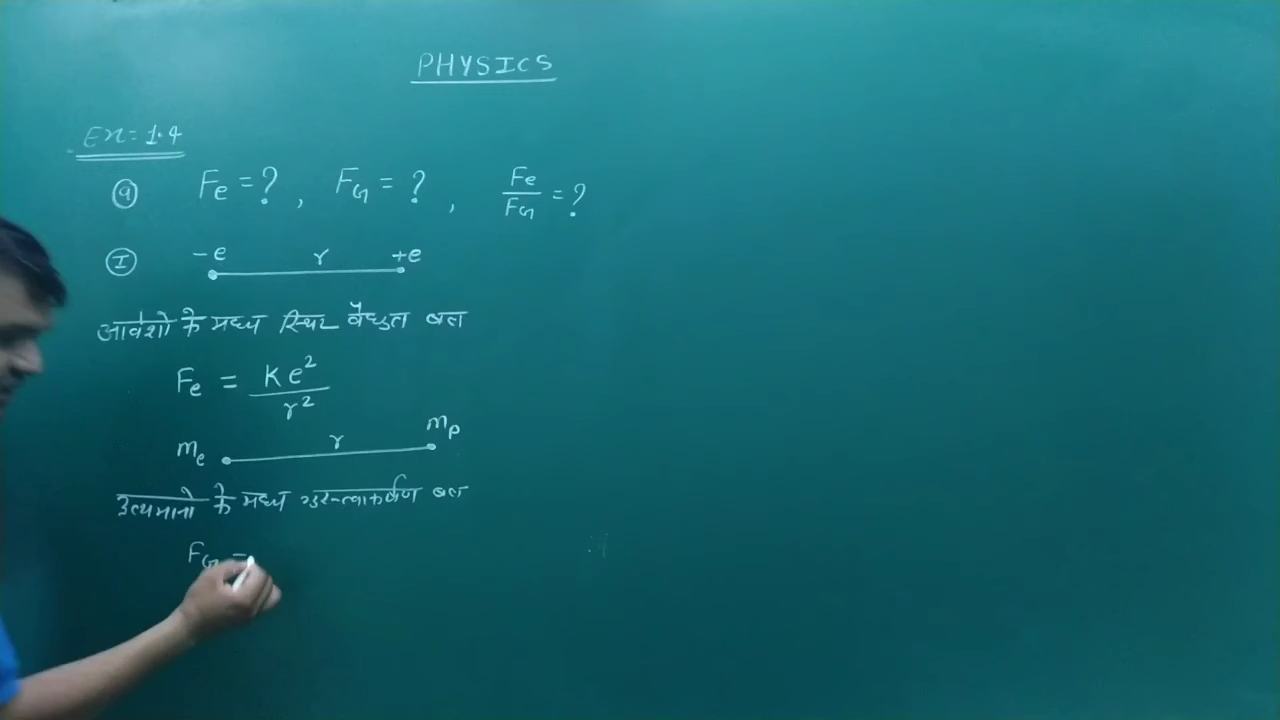 PHYSICS
Ex = 1.4
(a) Fe = ? , FG = ? , Fe/FG = ?
(I) -e r +e
आवेशो के मध्य स्थिर वैधुत बल
Fe = Ke²/r²
me r mp
द्रव्यमानो के मध्य गुरुत्वाकर्षण बल
FG =